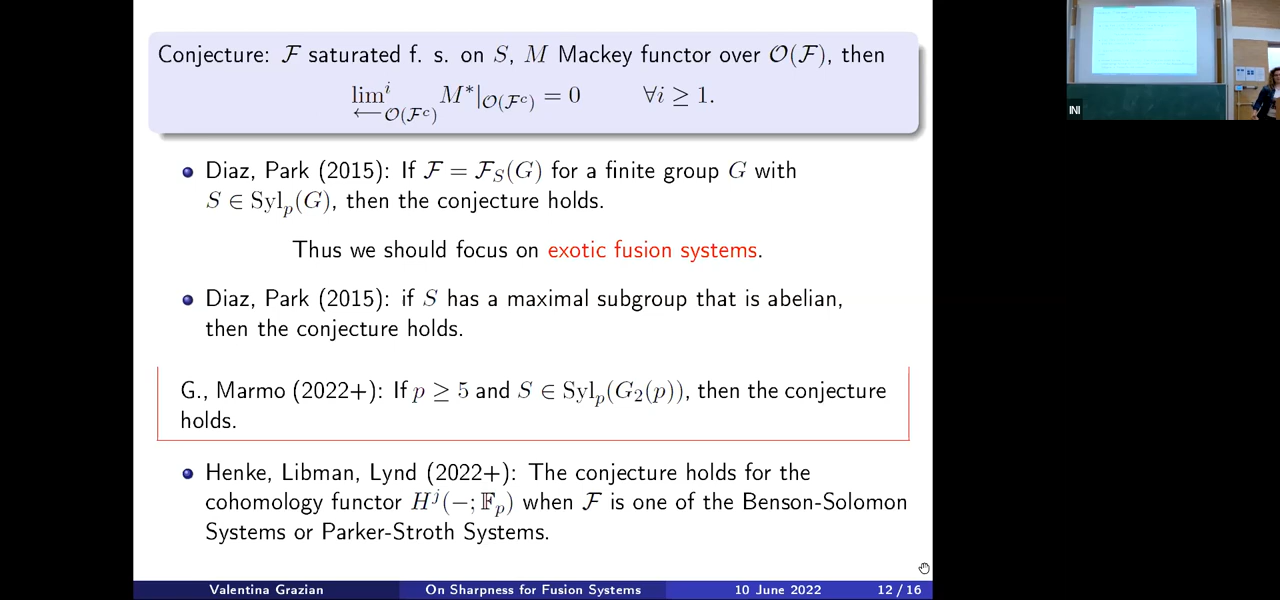 Conjecture: 𝓕 saturated f. s. on S, M Mackey functor over 𝒪(𝓕), then
lim←^i_{𝒪(𝓕^c)} M*|_{𝒪(𝓕^c)} = 0 ∀i ≥ 1.
• Diaz, Park (2015): If 𝓕 = 𝓕_S(G) for a finite group G with
S ∈ Syl_p(G), then the conjecture holds.
Thus we should focus on exotic fusion systems.
• Diaz, Park (2015): if S has a maximal subgroup that is abelian,
then the conjecture holds.
G., Marmo (2022+): If p ≥ 5 and S ∈ Syl_p(G_2(p)), then the conjecture
holds.
• Henke, Libman, Lynd (2022+): The conjecture holds for the
cohomology functor H^j(−; 𝔽_p) when 𝓕 is one of the Benson-Solomon
Systems or Parker-Stroth Systems.
Valentina Grazian On Sharpness for Fusion Systems 10 June 2022 12 / 16
INI